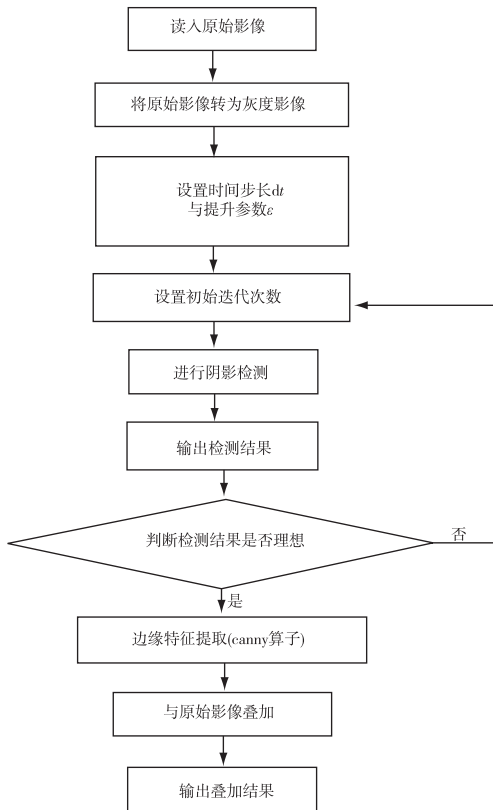 读入原始影像
将原始影像转为灰度影像
设置时间步长dt
与提升参数ε
设置初始迭代次数
进行阴影检测
输出检测结果
判断检测结果是否理想
否
是
边缘特征提取(canny算子)
与原始影像叠加
输出叠加结果